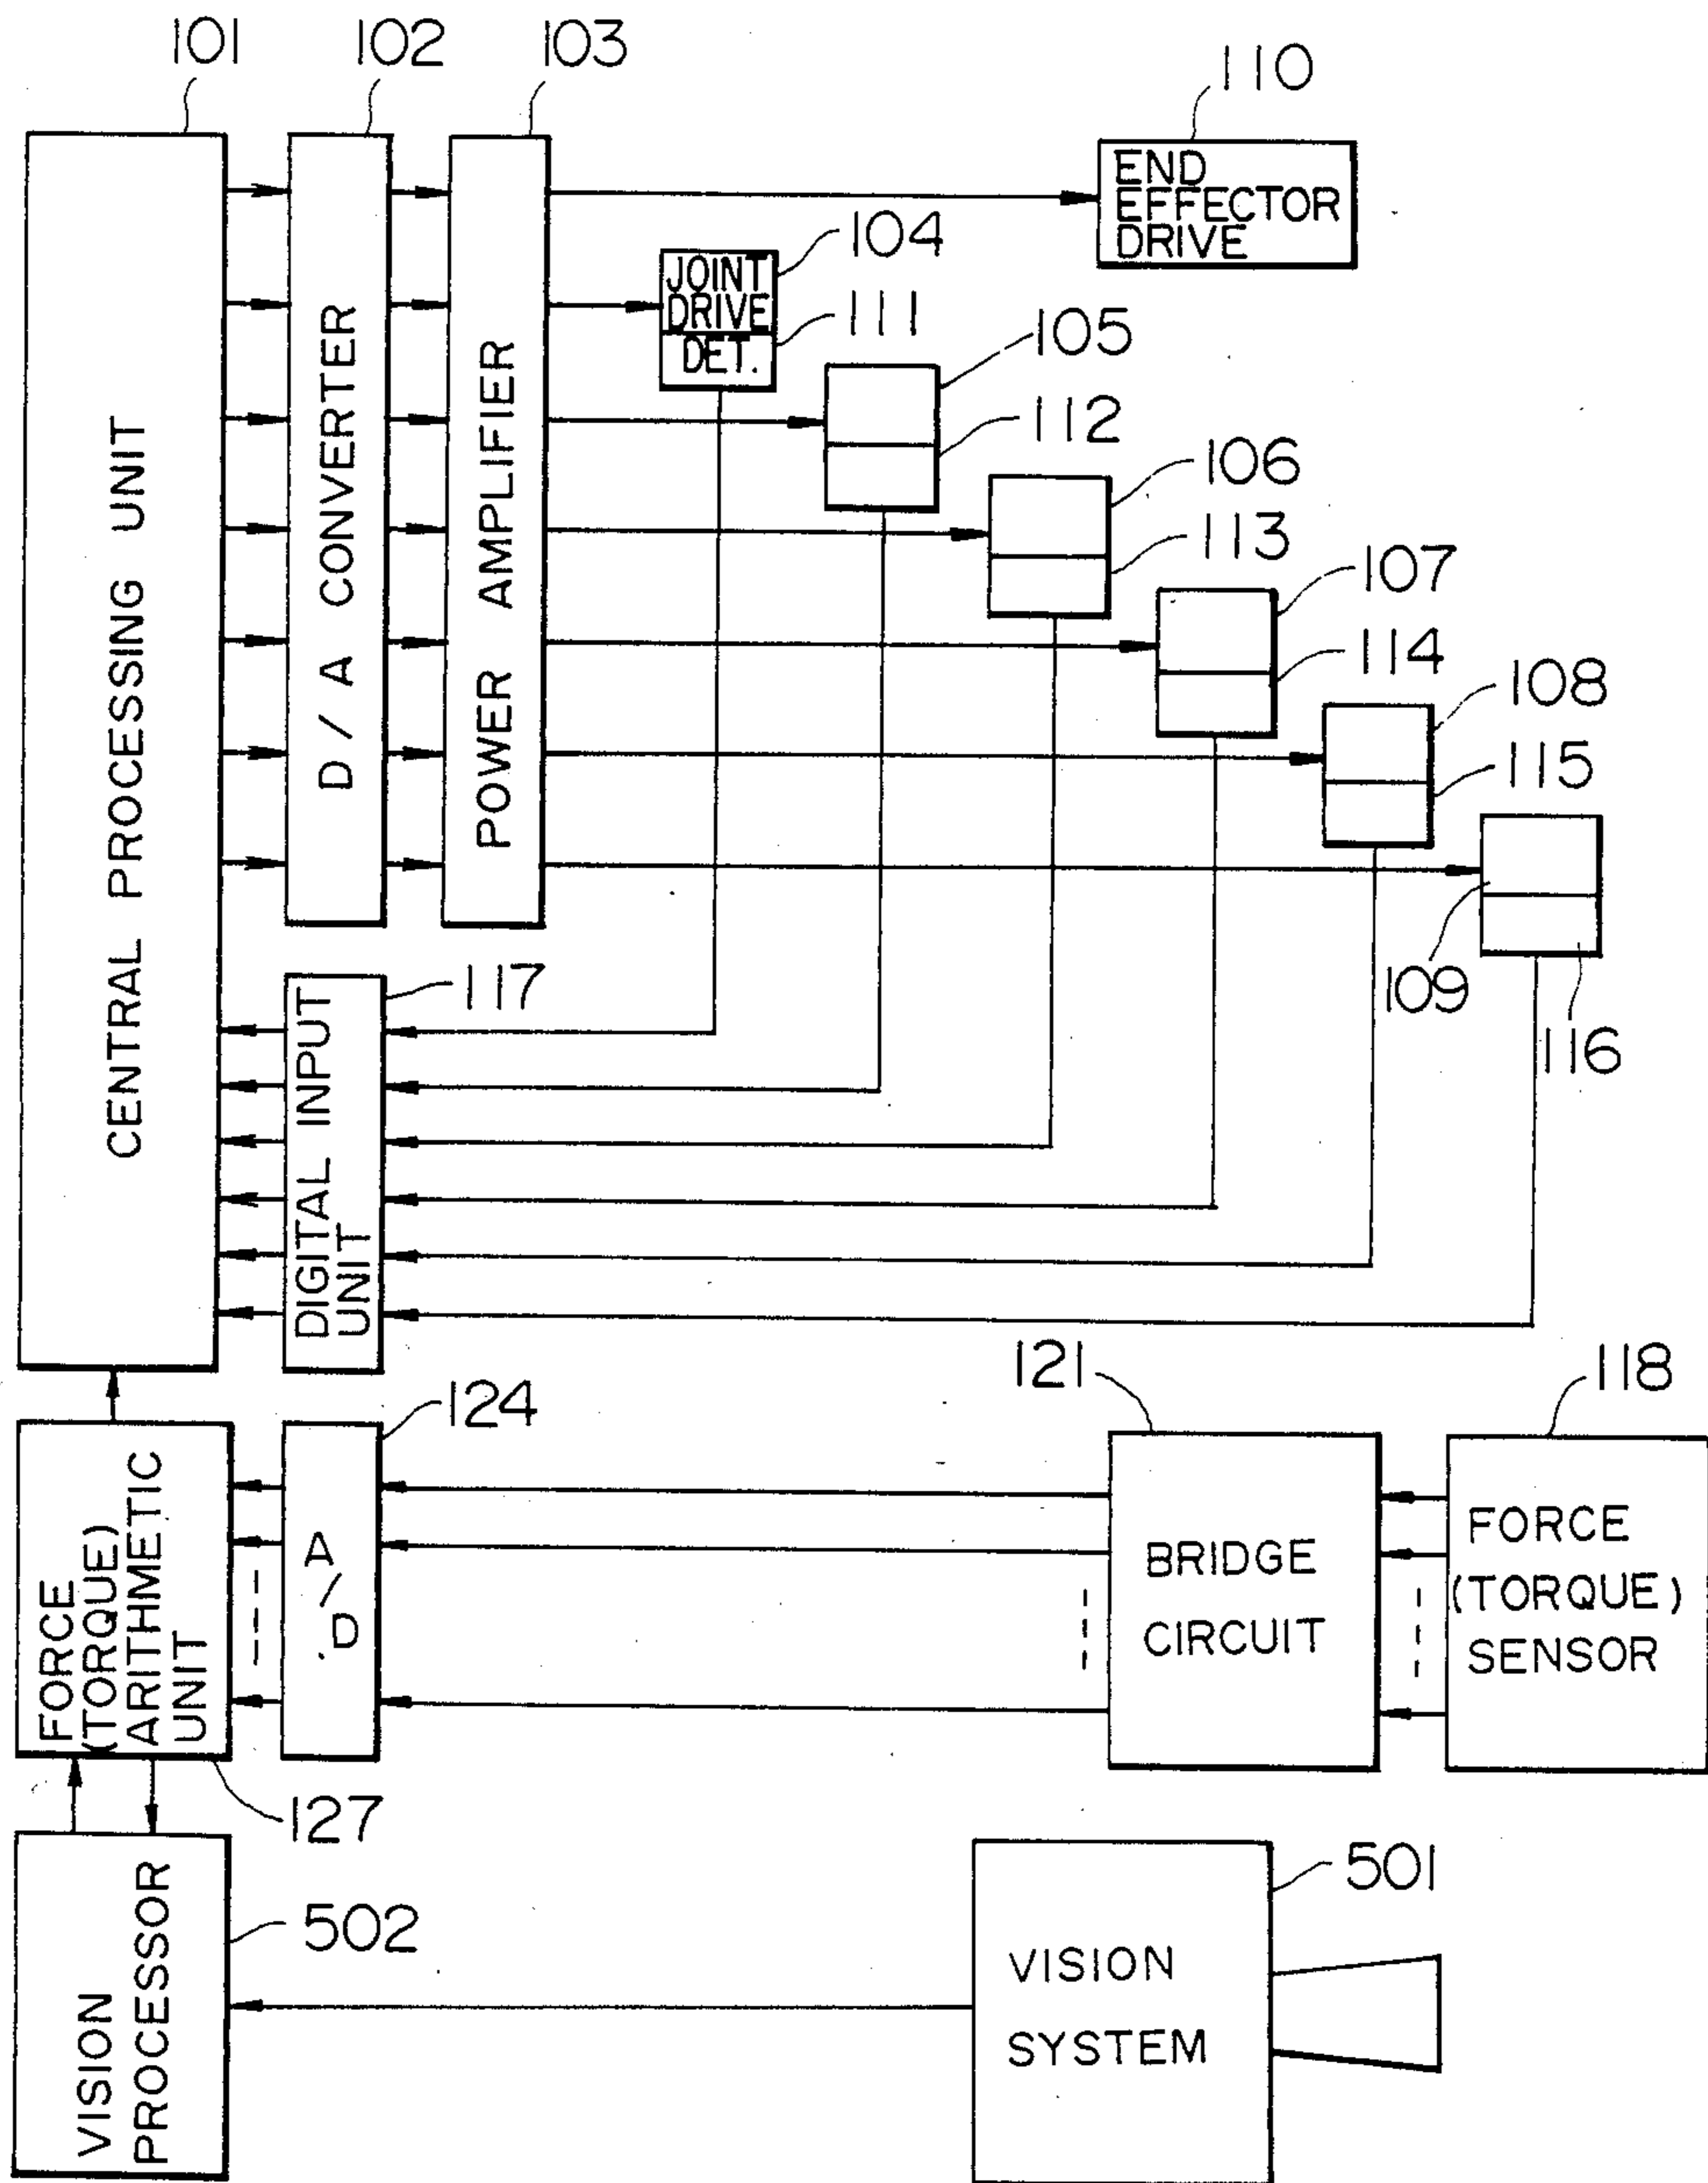 101
102
103
110
END
EFFECTOR
DRIVE
104
JOINT
DRIVE
111
DET.
105
112
106
113
107
114
108
115
109
116
CENTRAL PROCESSING UNIT
D/A CONVERTER
POWER AMPLIFIER
117
DIGITAL INPUT
UNIT
121
118
124
FORCE
(TORQUE)
ARITHMETIC
UNIT
A/D
BRIDGE
CIRCUIT
FORCE
(TORQUE)
SENSOR
127
501
502
VISION
PROCESSOR
VISION
SYSTEM